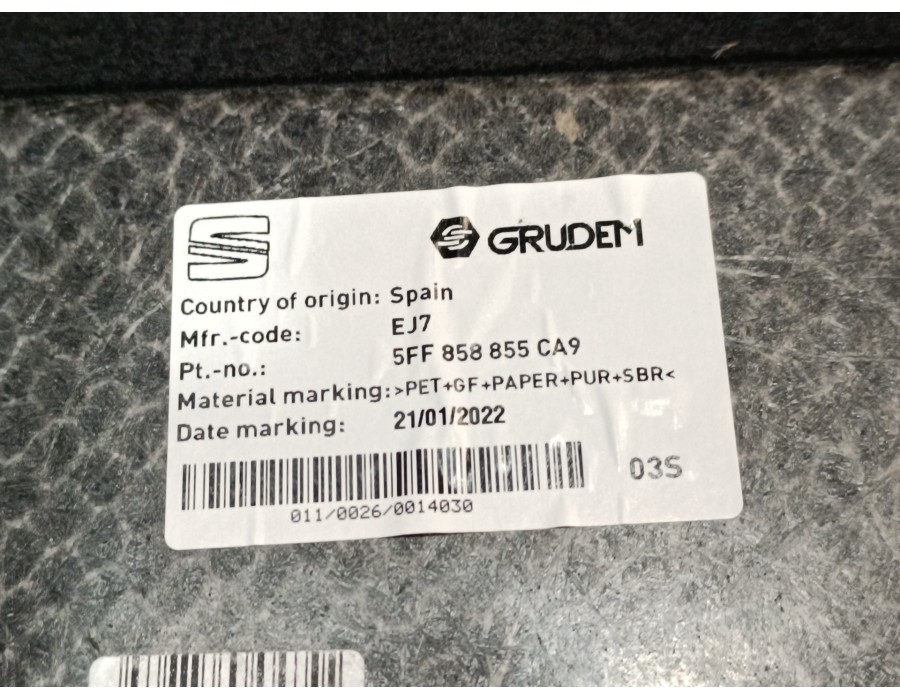 GRUDEM
Country of origin: Spain
Mfr.-code: EJ7
Pt.-no.: 5FF 858 855 CA9
Material marking: >PET+GF+PAPER+PUR+SBR<
Date marking: 21/01/2022
03S
011/0026/0014030